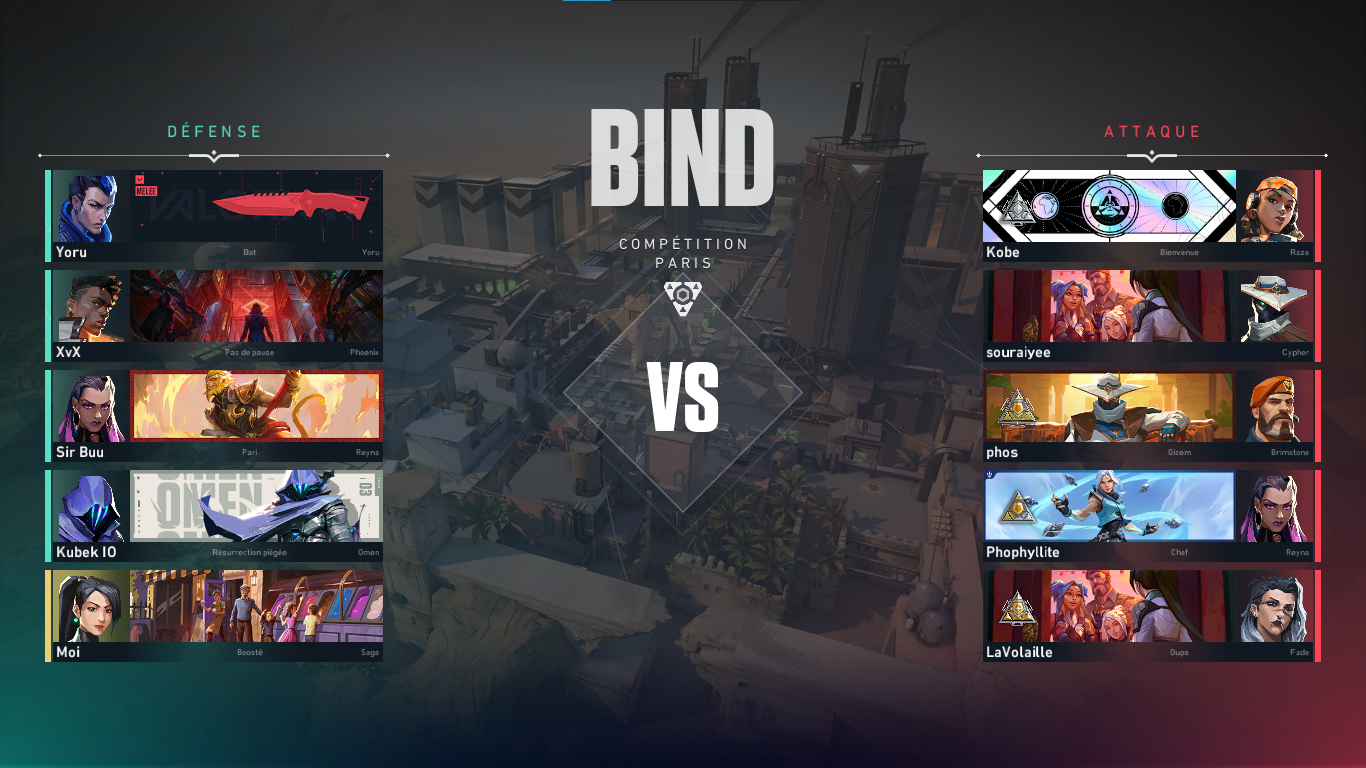 BIND
COMPÉTITION
PARIS
VS
DÉFENSE
MELEE
Yoru Bot Yoru
XvX Pas de pause Phoenix
Sir Buu Pari Reyna
OMEN
03
Kubek IO Résurrection piégée Omen
Moi Boosté Sage
ATTAQUE
Kobe Bienvenue Raze
souraiyee Cypher
phos Gizem Brimstone
Phophyllite Chef Reyna
LaVolaille Oups Fade